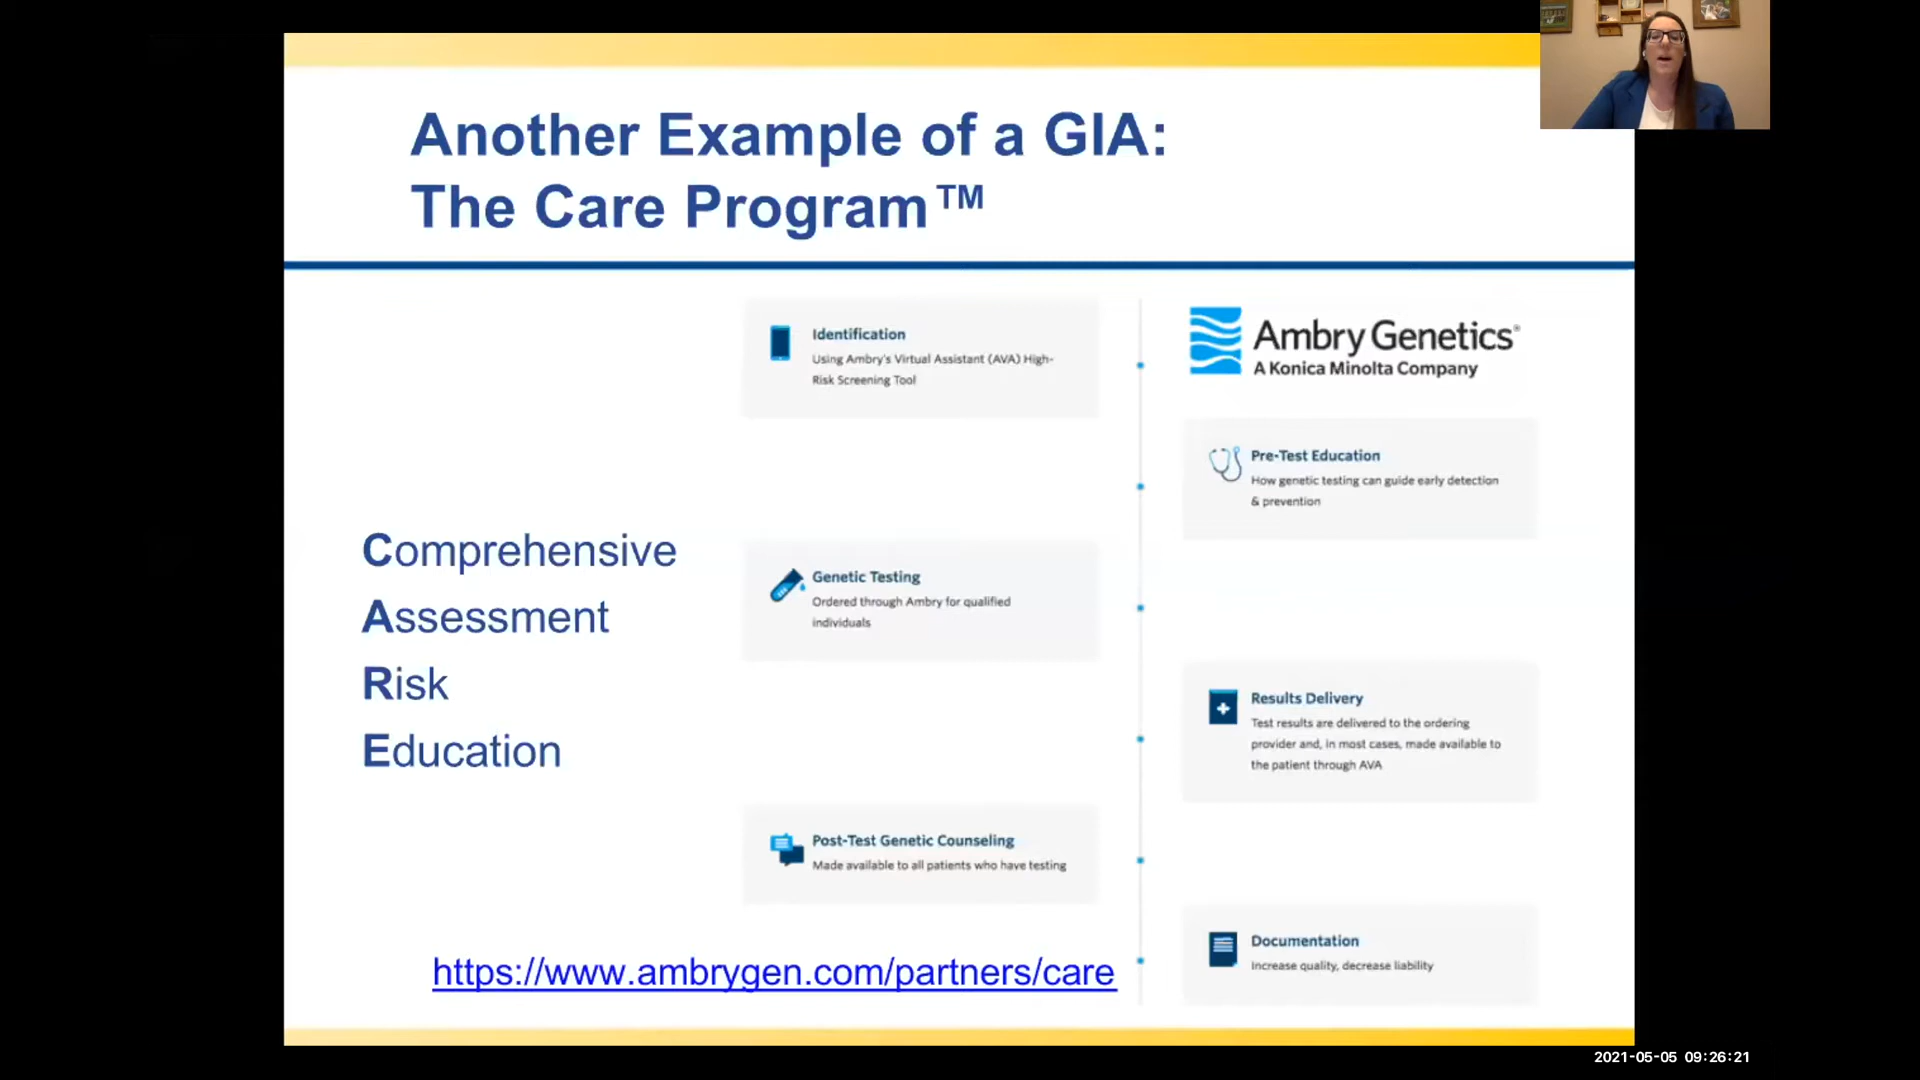 Another Example of a GIA:
The Care Program™
Comprehensive
Assessment
Risk
Education
Identification
Using Ambry's Virtual Assistant (AVA) High-
Risk Screening Tool
Ambry Genetics®
A Konica Minolta Company
Pre-Test Education
How genetic testing can guide early detection
& prevention
Genetic Testing
Ordered through Ambry for qualified
individuals
Results Delivery
Test results are delivered to the ordering
provider and, in most cases, made available to
the patient through AVA
Post-Test Genetic Counseling
Made available to all patients who have testing
Documentation
Increase quality, decrease liability
https://www.ambrygen.com/partners/care
2021-05-05 09:26:21